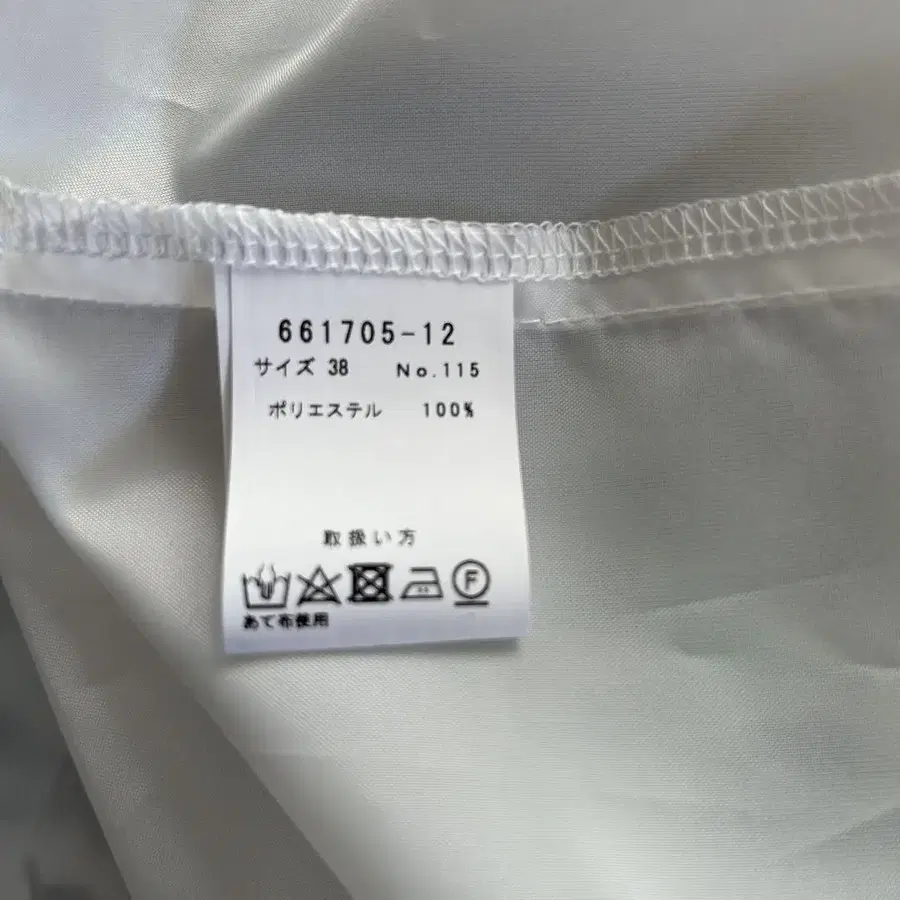 661705-12
サイズ 38 No.115
ポリエステル 100%
取扱い方
F
あて布使用